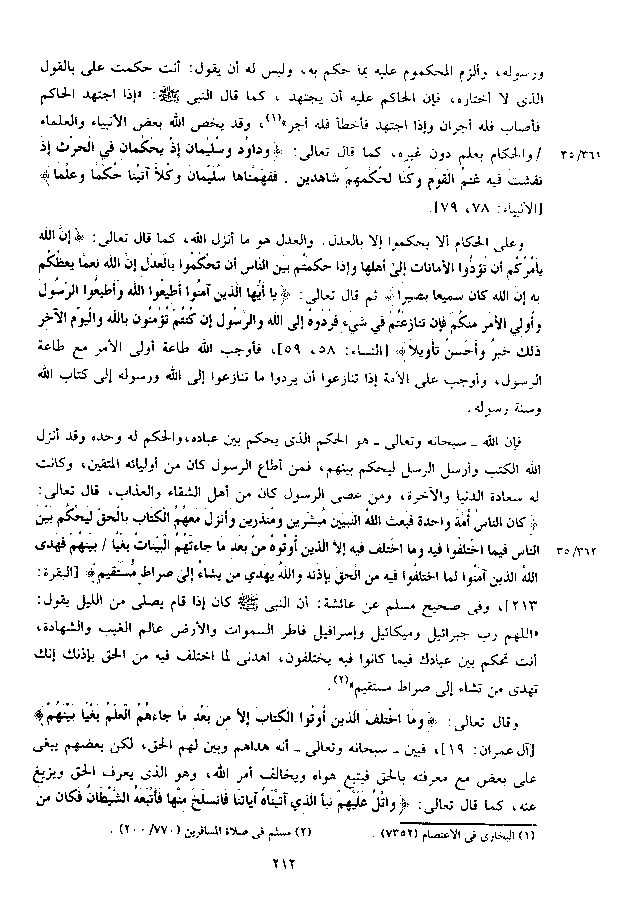 ورسوله، وألزم المحكوم عليه بما حكم به، وليس له أن يقول: أنت حكمت على بالقول
الذى لا أختاره، فإن الحاكم عليه أن يجتهد ، كما قال النبى ﷺ: «إذا اجتهد الحاكم
فأصاب فله أجران وإذا اجتهد فأخطأ فله أجر»(١)، وقد يخص الله بعض الأنبياء والعلماء
٣٥/٣٦١ / والحكام بعلم دون غيره، كما قال تعالى: ﴿ وداود وسليمان إذ يحكمان في الحرث إذ
نفشت فيه غنم القوم وكنا لحكمهم شاهدين . ففهمناها سليمان وكلا آتينا حكما وعلما﴾
[الأنبياء: ٧٨، ٧٩].
وعلى الحكام ألا يحكموا إلا بالعدل. والعدل هو ما أنزل الله، كما قال تعالى: ﴿ إن الله
يأمركم أن تؤدوا الأمانات إلى أهلها وإذا حكمتم بين الناس أن تحكموا بالعدل إن الله نعما يعظكم
به إن الله كان سميعا بصيرا﴾ ثم قال تعالى: ﴿ يا أيها الذين آمنوا أطيعوا الله وأطيعوا الرسول
وأولي الأمر منكم فإن تنازعتم في شيء فردوه إلى الله والرسول إن كنتم تؤمنون بالله واليوم الآخر
ذلك خير وأحسن تأويلا﴾ [النساء: ٥٨، ٥٩]، فأوجب الله طاعة أولى الأمر مع طاعة
الرسول، وأوجب على الأمة إذا تنازعوا أن يردوا ما تنازعوا إلى الله ورسوله إلى كتاب الله
وسنة رسوله.
فإن الله ـ سبحانه وتعالى ـ هو الحكم الذى يحكم بين عباده، والحكم له وحده وقد أنزل
الله الكتب وأرسل الرسل ليحكم بينهم، فمن أطاع الرسول كان من أوليائه المتقين، وكانت
له سعادة الدنيا والآخرة، ومن عصى الرسول كان من أهل الشقاء والعذاب، قال تعالى:
﴿ كان الناس أمة واحدة فبعث الله النبيين مبشرين ومنذرين وأنزل معهم الكتاب بالحق ليحكم بين
٣٥/٣٦٢ الناس فيما اختلفوا فيه وما اختلف فيه إلا الذين أوتوه من بعد ما جاءتهم البينات بغيا / بينهم فهدى
الله الذين آمنوا لما اختلفوا فيه من الحق بإذنه والله يهدي من يشاء إلى صراط مستقيم﴾ [البقرة:
٢١٣]، وفى صحيح مسلم عن عائشة: أن النبى ﷺ كان إذا قام يصلى من الليل يقول:
«اللهم رب جبرائيل وميكائيل وإسرافيل فاطر السموات والأرض عالم الغيب والشهادة،
أنت تحكم بين عبادك فيما كانوا فيه يختلفون، اهدنى لما اختلف فيه من الحق بإذنك إنك
تهدى من تشاء إلى صراط مستقيم»(٢).
وقال تعالى: ﴿ وما اختلف الذين أوتوا الكتاب إلا من بعد ما جاءهم العلم بغيا بينهم﴾
[آل عمران: ١٩]، فبين ـ سبحانه وتعالى ـ أنه هداهم وبين لهم الحق، لكن بعضهم يبغى
على بعض مع معرفته بالحق فيتبع هواه ويخالف أمر الله، وهو الذى يعرف الحق ويزيغ
عنه، كما قال تعالى: ﴿ واتل عليهم نبأ الذي آتيناه آياتنا فانسلخ منها فأتبعه الشيطان فكان من
(١) البخارى فى الاعتصام (٧٣٥٢) . (٢) مسلم فى صلاة المسافرين (٢٠٠/٧٧٠) .
٢١٢